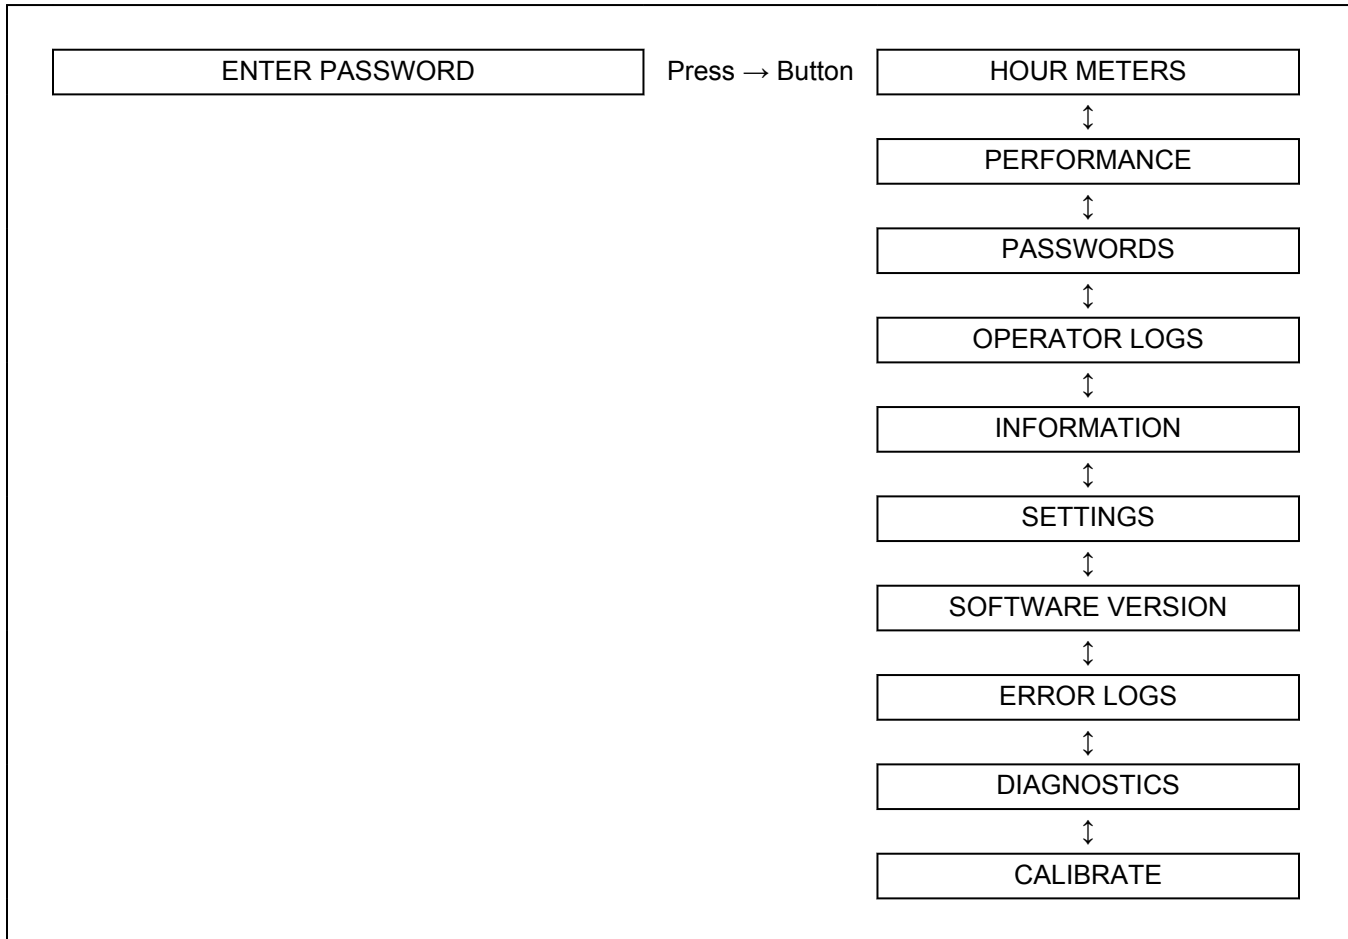 ENTER PASSWORD Press → Button HOUR METERS
↕
PERFORMANCE
↕
PASSWORDS
↕
OPERATOR LOGS
↕
INFORMATION
↕
SETTINGS
↕
SOFTWARE VERSION
↕
ERROR LOGS
↕
DIAGNOSTICS
↕
CALIBRATE